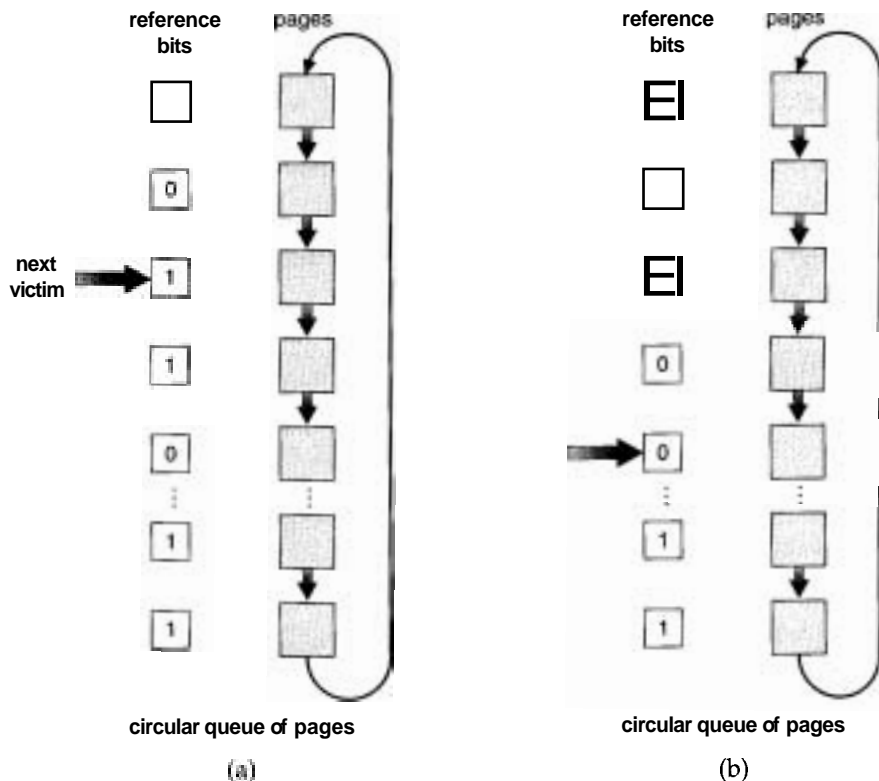 reference
bits
pages
0
next
victim
1
1
0
1
1
circular queue of pages
(a)
reference
bits
pages
0
0
1
1
circular queue of pages
(b)